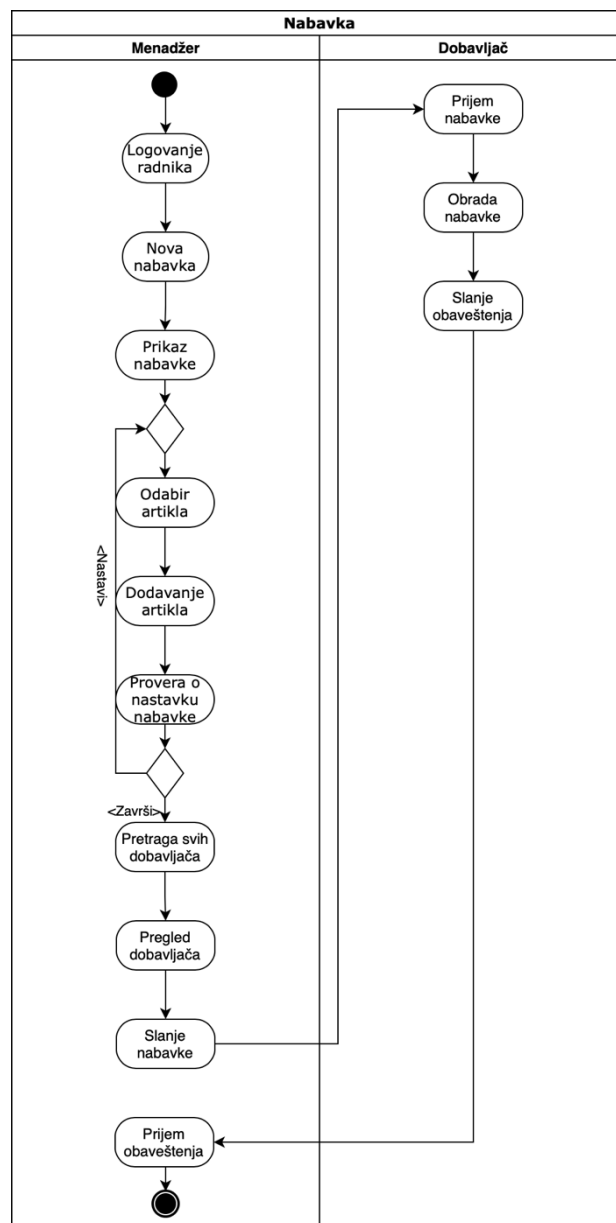 Nabavka
Menadžer
Dobavljač
Logovanje
radnika
Nova
nabavka
Prikaz
nabavke
Odabir
artikla
Dodavanje
artikla
Provera o
nastavku
nabavke
<Nastavi>
<Završi>
Pretraga svih
dobavljača
Pregled
dobavljača
Slanje
nabavke
Prijem
nabavke
Obrada
nabavke
Slanje
obaveštenja
Prijem
obaveštenja